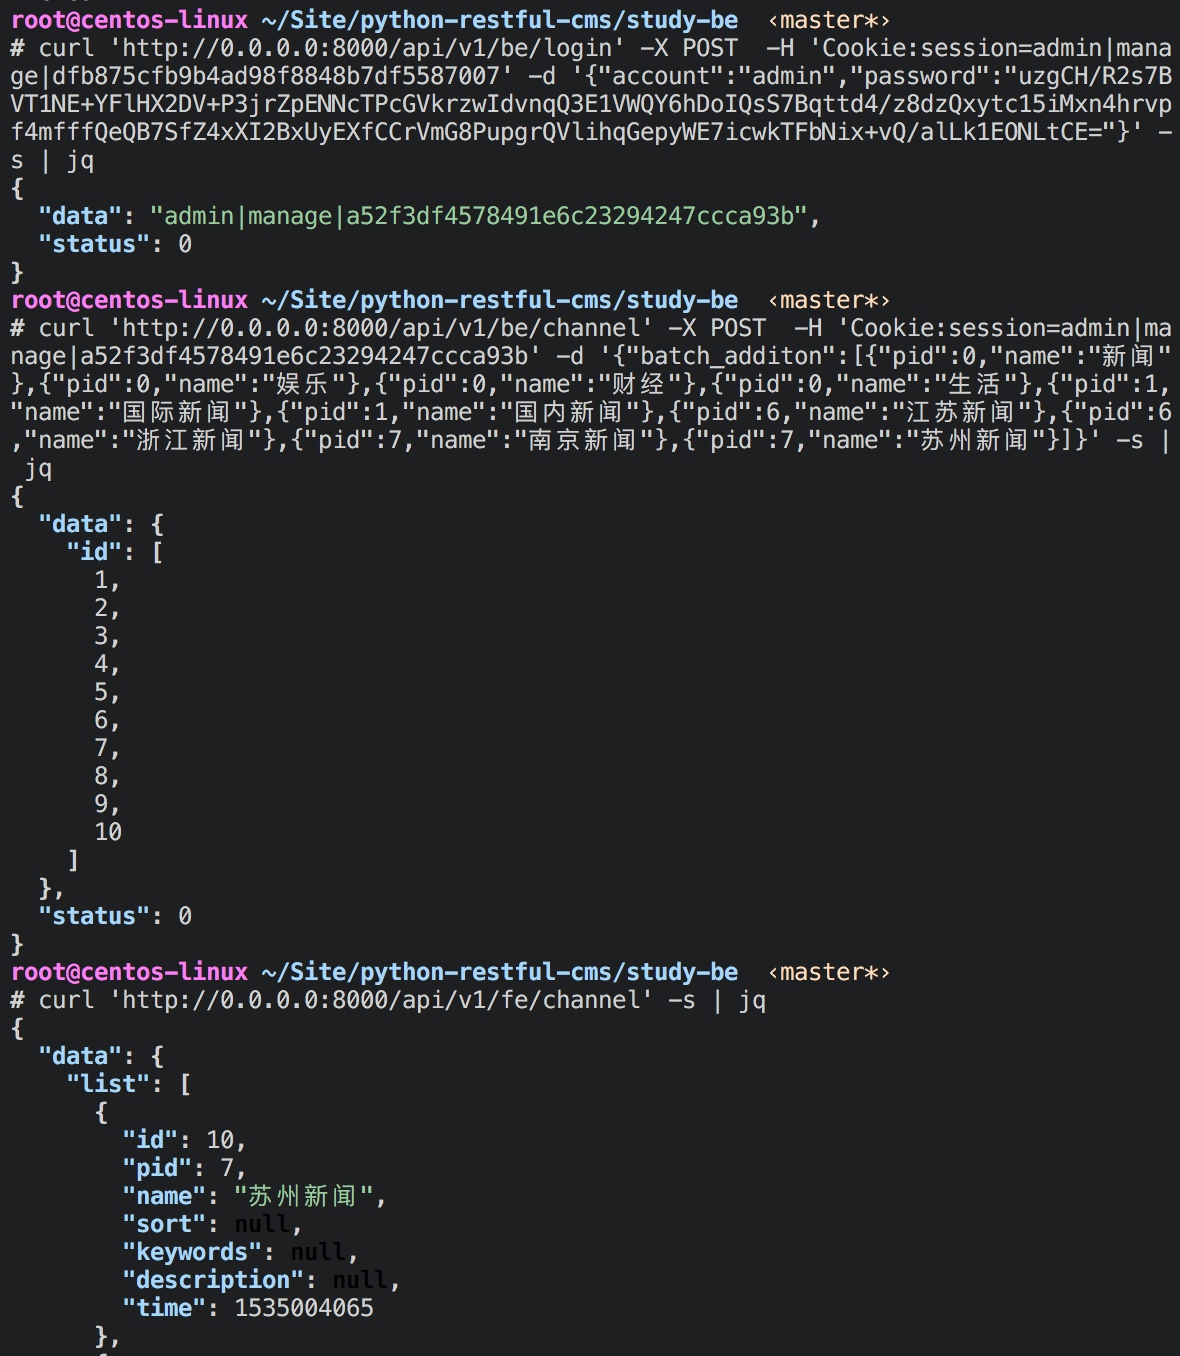 root@centos-linux ~/Site/python-restful-cms/study-be  ‹master*›
# curl 'http://0.0.0.0:8000/api/v1/be/login' -X POST  -H 'Cookie:session=admin|mana
ge|dfb875cfb9b4ad98f8848b7df5587007' -d '{"account":"admin","password":"uzgCH/R2s7B
VT1NE+YFlHX2DV+P3jrZpENNcTPcGVkrzwIdvnqQ3E1VWQY6hDoIQsS7Bqttd4/z8dzQxytc15iMxn4hrvp
f4mfffQeQB7SfZ4xXI2BxUyEXfCCrVmG8PupgrQVlihqGepyWE7icwkTFbNix+vQ/alLk1EONLtCE="}' -
s | jq
{
  "data": "admin|manage|a52f3df4578491e6c23294247ccca93b",
  "status": 0
}
root@centos-linux ~/Site/python-restful-cms/study-be  ‹master*›
# curl 'http://0.0.0.0:8000/api/v1/be/channel' -X POST  -H 'Cookie:session=admin|ma
nage|a52f3df4578491e6c23294247ccca93b' -d '{"batch_additon":[{"pid":0,"name":"新闻"
},{"pid":0,"name":"娱乐"},{"pid":0,"name":"财经"},{"pid":0,"name":"生活"},{"pid":1,
"name":"国际新闻"},{"pid":1,"name":"国内新闻"},{"pid":6,"name":"江苏新闻"},{"pid":6
,"name":"浙江新闻"},{"pid":7,"name":"南京新闻"},{"pid":7,"name":"苏州新闻"}]}' -s |
 jq
{
  "data": {
    "id": [
      1,
      2,
      3,
      4,
      5,
      6,
      7,
      8,
      9,
      10
    ]
  },
  "status": 0
}
root@centos-linux ~/Site/python-restful-cms/study-be  ‹master*›
# curl 'http://0.0.0.0:8000/api/v1/fe/channel' -s | jq
{
  "data": {
    "list": [
      {
        "id": 10,
        "pid": 7,
        "name": "苏州新闻",
        "sort": null,
        "keywords": null,
        "description": null,
        "time": 1535004065
      },